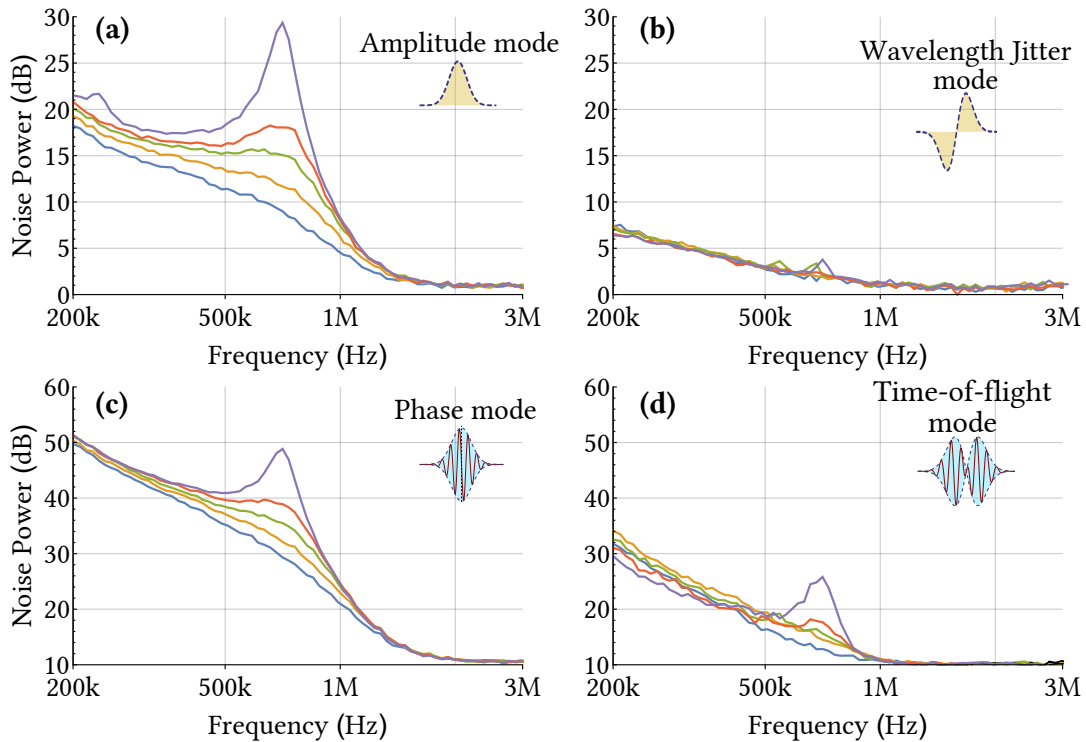 (a)
Amplitude mode
Noise Power (dB)
30
25
20
15
10
5
0
200k 500k 1M 3M
Frequency (Hz)
(b)
Wavelength Jitter
mode
30
25
20
15
10
5
0
200k 500k 1M 3M
Frequency (Hz)
(c)
Phase mode
Noise Power (dB)
60
50
40
30
20
10
200k 500k 1M 3M
Frequency (Hz)
(d)
Time-of-flight
mode
60
50
40
30
20
10
200k 500k 1M 3M
Frequency (Hz)